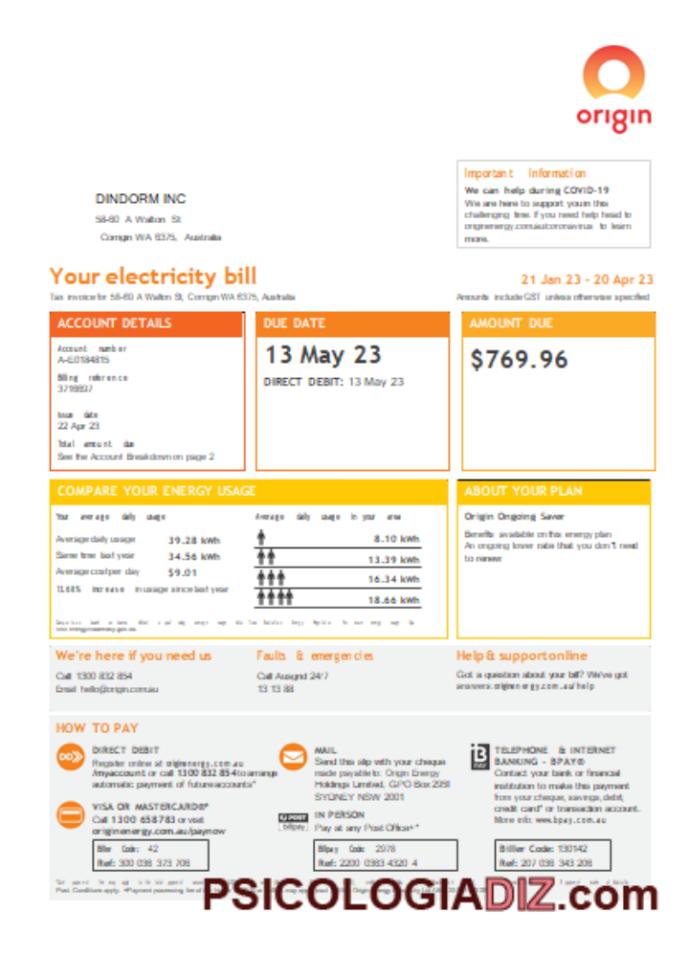 origin
Important Information
We can help during COVID-19
We are here to support you in this
challenging time. If you need help head to
originenergy.com.au/coronavirus to learn
more.
DINDORM INC
58-60 A Walton St
Corrigin WA 6375, Australia
Your electricity bill
21 Jan 23 - 20 Apr 23
Tax invoice for 58-60 A Walton St, Corrigin WA 6375, Australia
Amounts include GST unless otherwise specified
ACCOUNT DETAILS
Account number
A-E0184815
Billing reference
3716697
Issue date
22 Apr 23
Total amount due
See the Account Breakdown on page 2
DUE DATE
13 May 23
DIRECT DEBIT: 13 May 23
AMOUNT DUE
$769.96
COMPARE YOUR ENERGY USAGE
Your average daily usage
Average daily usage 39.28 kWh
Same time last year 34.56 kWh
Average cost per day $9.01
13.68% increase in usage since last year
Average daily usage in your area
8.10 kWh
13.39 kWh
16.34 kWh
18.66 kWh
ABOUT YOUR PLAN
Origin Ongoing Saver
Benefits available on this energy plan
An ongoing lower rate that you don't need
to renew
We're here if you need us
Call 1300 832 854
Email hello@origin.com.au
Faults & emergencies
Call Ausgrid 24/7
13 13 88
Help & support online
Got a question about your bill? We've got
answers.originenergy.com.au/help
HOW TO PAY
DIRECT DEBIT
Register online at originenergy.com.au
/myaccount or call 1300 832 854 to arrange
automatic payment of future accounts*
VISA OR MASTERCARD®*
Call 1300 658 783 or visit
originenergy.com.au/paynow
Biller Code: 42
Ref: 300 036 373 706
MAIL
Send this slip with your cheque
made payable to: Origin Energy
Holdings Limited, GPO Box 2951
SYDNEY NSW 2001
POST
billpay
IN PERSON
Pay at any Post Office+*
Billpay Code: 2978
Ref: 2200 0363 4320 4
B
PAY
TELEPHONE & INTERNET
BANKING - BPAY®
Contact your bank or financial
institution to make this payment
from your cheque, savings, debit,
credit card* or transaction account.
More info: www.bpay.com.au
Biller Code: 130142
Ref: 207 036 343 206
PSICOLOGIADIZ.com